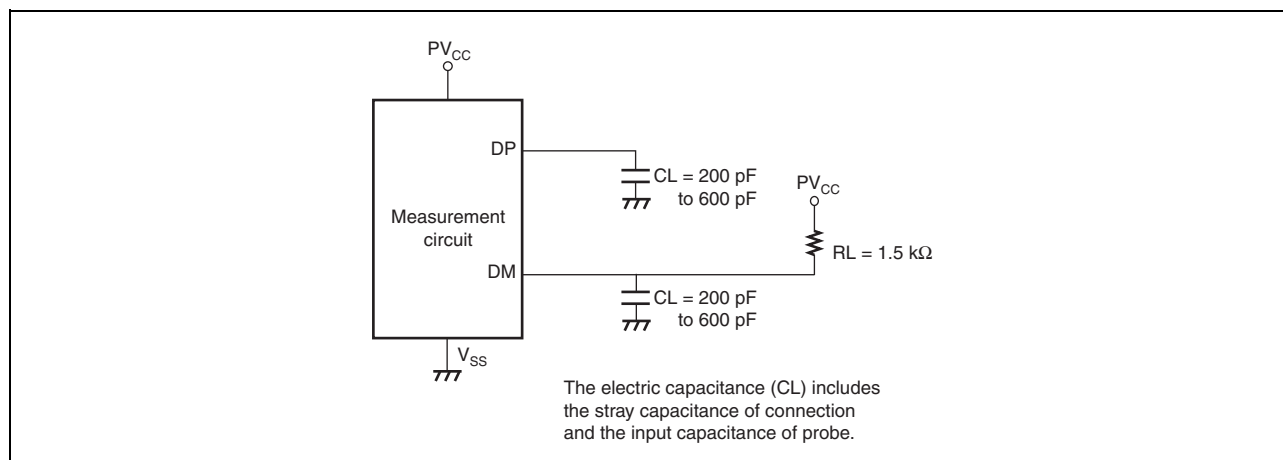 PVCC
DP
CL = 200 pF
to 600 pF
PVCC
Measurement
circuit
RL = 1.5 kΩ
DM
CL = 200 pF
to 600 pF
VSS
The electric capacitance (CL) includes
the stray capacitance of connection
and the input capacitance of probe.